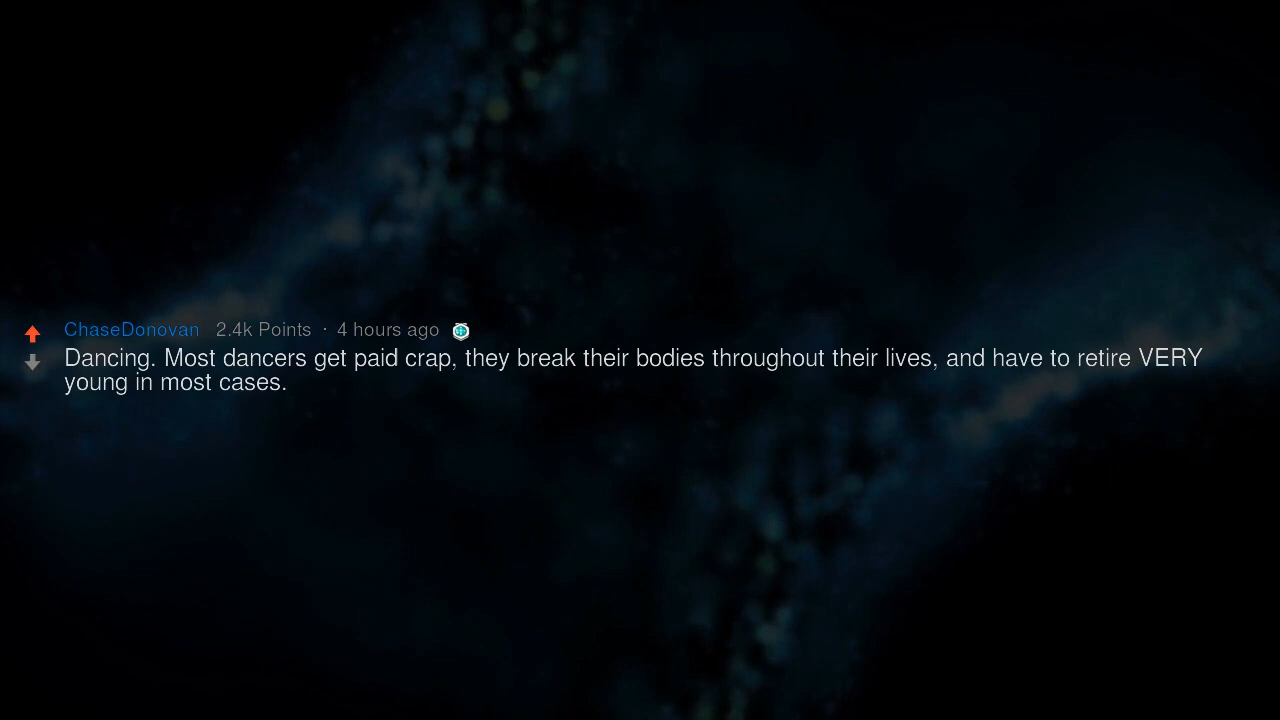 ChaseDonovan 2.4k Points · 4 hours ago
Dancing. Most dancers get paid crap, they break their bodies throughout their lives, and have to retire VERY
young in most cases.